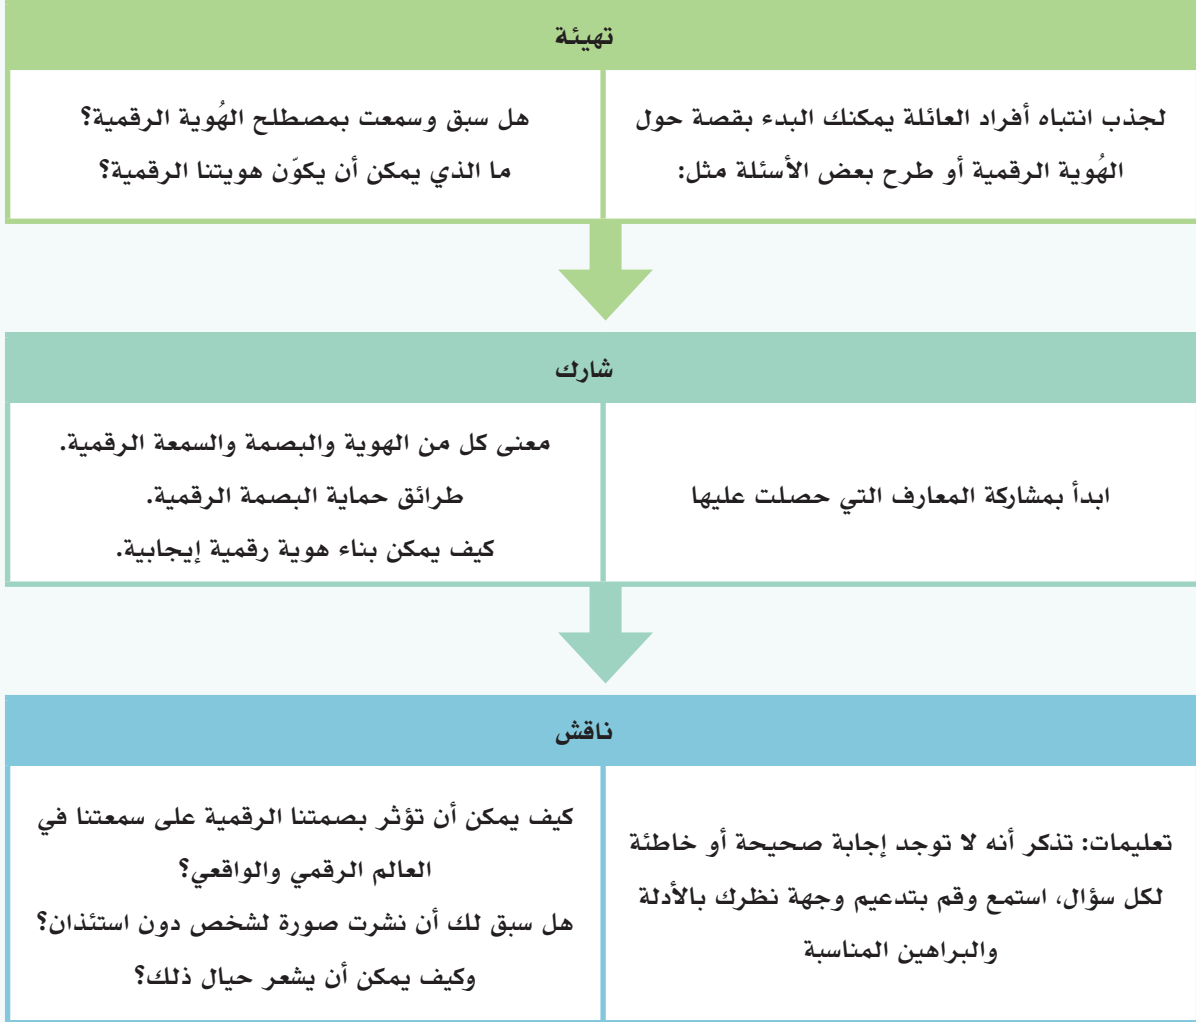 تهيئة
لجذب انتباه أفراد العائلة يمكنك البدء بقصة حول
الهُوية الرقمية أو طرح بعض الأسئلة مثل:
هل سبق وسمعت بمصطلح الهُوية الرقمية؟
ما الذي يمكن أن يكوّن هويتنا الرقمية؟
شارك
ابدأ بمشاركة المعارف التي حصلت عليها
معنى كل من الهوية والبصمة والسمعة الرقمية.
طرائق حماية البصمة الرقمية.
كيف يمكن بناء هوية رقمية إيجابية.
ناقش
تعليمات: تذكر أنه لا توجد إجابة صحيحة أو خاطئة
لكل سؤال، استمع وقم بتدعيم وجهة نظرك بالأدلة
والبراهين المناسبة
كيف يمكن أن تؤثر بصمتنا الرقمية على سمعتنا في
العالم الرقمي والواقعي؟
هل سبق لك أن نشرت صورة لشخص دون استئذان؟
وكيف يمكن أن يشعر حيال ذلك؟